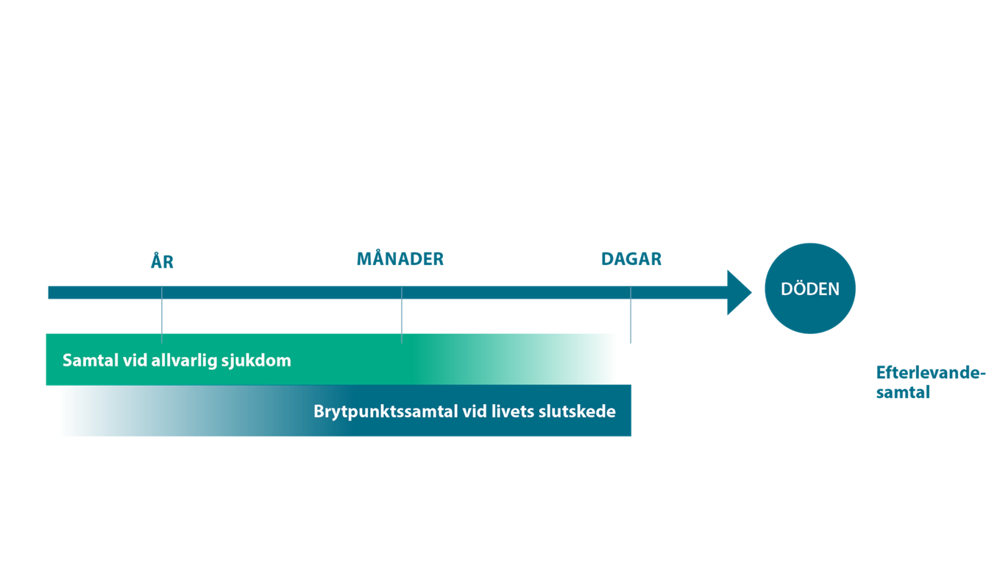 ÅR
MÅNADER
DAGAR
DÖDEN
Samtal vid allvarlig sjukdom
Brytpunktssamtal vid livets slutskede
Efterlevande-
samtal